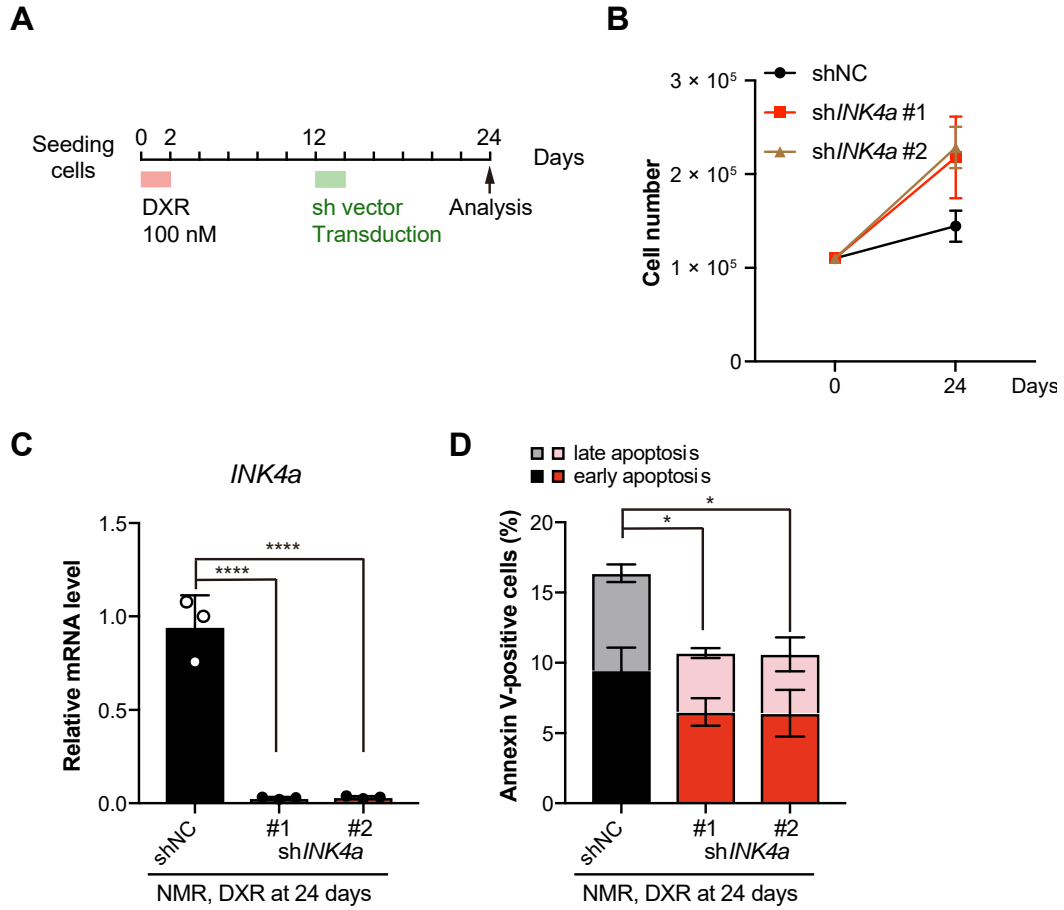 A
0 2 12 24
Seeding
cells
Days
DXR
100 nM
sh vector
Transduction
Analysis
B
shNC
shINK4a #1
shINK4a #2
3 × 10⁵
2 × 10⁵
1 × 10⁵
0
Cell number
0 24 Days
C
INK4a
Relative mRNA level
1.5
1.0
0.5
0.0
****
****
shNC
#1 #2
shINK4a
NMR, DXR at 24 days
D
late apoptosis
early apoptosis
Annexin V-positive cells (%)
20
15
10
5
0
*
*
shNC
#1 #2
shINK4a
NMR, DXR at 24 days